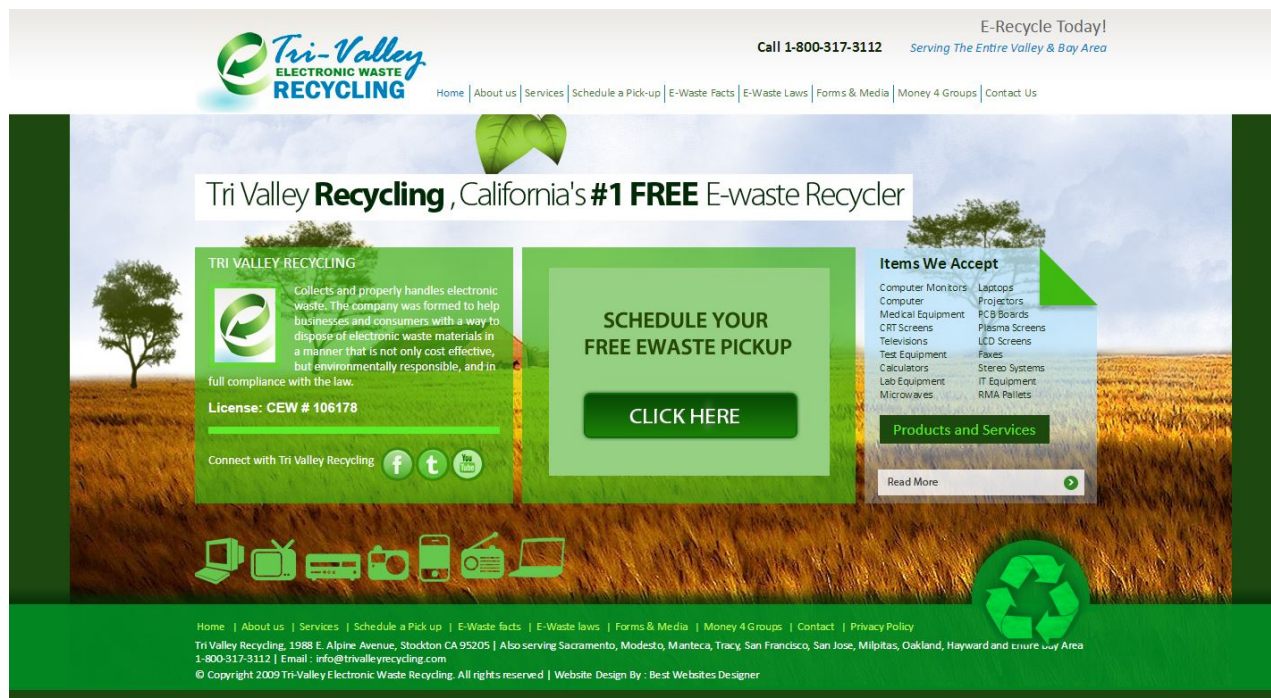 Tri-Valley
ELECTRONIC WASTE
RECYCLING
E-Recycle Today!
Call 1-800-317-3112
Serving The Entire Valley & Bay Area
Home | About us | Services | Schedule a Pick-up | E-Waste Facts | E-Waste Laws | Forms & Media | Money 4 Groups | Contact Us
Tri Valley Recycling , California's #1 FREE E-waste Recycler
TRI VALLEY RECYCLING
Collects and properly handles electronic
waste. The company was formed to help
businesses and consumers with a way to
dispose of electronic waste materials in
a manner that is not only cost effective,
but environmentally responsible, and in
full compliance with the law.
License: CEW # 106178
Connect with Tri Valley Recycling
f
t
You
Tube
SCHEDULE YOUR
FREE EWASTE PICKUP
CLICK HERE
Items We Accept
Computer Monitors
Computer
Medical Equipment
CRT Screens
Televisions
Test Equipment
Calculators
Lab Equipment
Microwaves
Laptops
Projectors
PCB Boards
Plasma Screens
LCD Screens
Faxes
Stereo Systems
IT Equipment
RMA Pallets
Products and Services
Read More
Home | About us | Services | Schedule a Pick up | E-Waste facts | E-Waste laws | Forms & Media | Money 4 Groups | Contact | Privacy Policy
Tri Valley Recycling, 1988 E. Alpine Avenue, Stockton CA 95205 | Also serving Sacramento, Modesto, Manteca, Tracy, San Francisco, San Jose, Milpitas, Oakland, Hayward and Entire Bay Area
1-800-317-3112 | Email : info@trivalleyrecycling.com
© Copyright 2009 Tri-Valley Electronic Waste Recycling. All rights reserved | Website Design By : Best Websites Designer